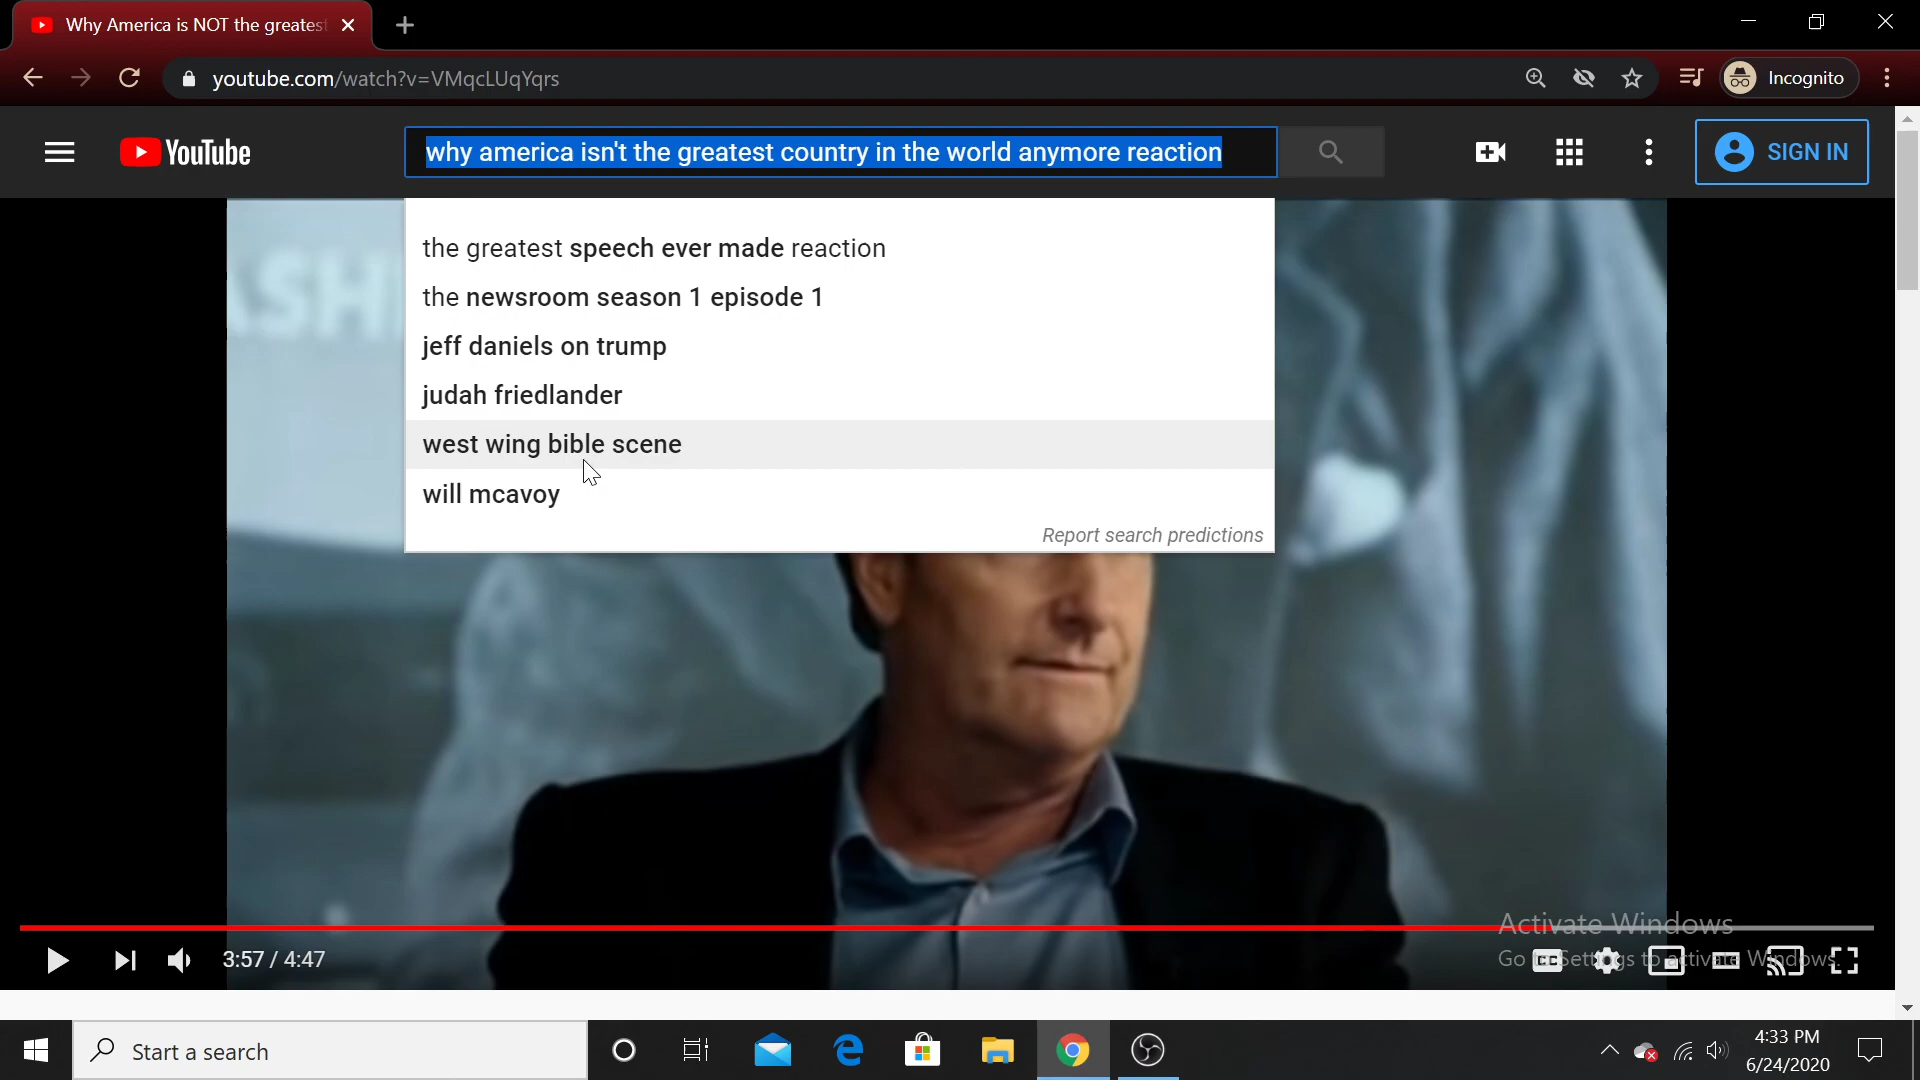 Why America is NOT the greates
youtube.com/watch?v=VMqcLUqYqrs
Incognito
YouTube
why america isn't the greatest country in the world anymore reaction
SIGN IN
the greatest speech ever made reaction
the newsroom season 1 episode 1
jeff daniels on trump
judah friedlander
west wing bible scene
will mcavoy
Report search predictions
ASHI
Activate Windows
Go to Settings to activate Windows.
3:57 / 4:47
Start a search
4:33 PM
6/24/2020